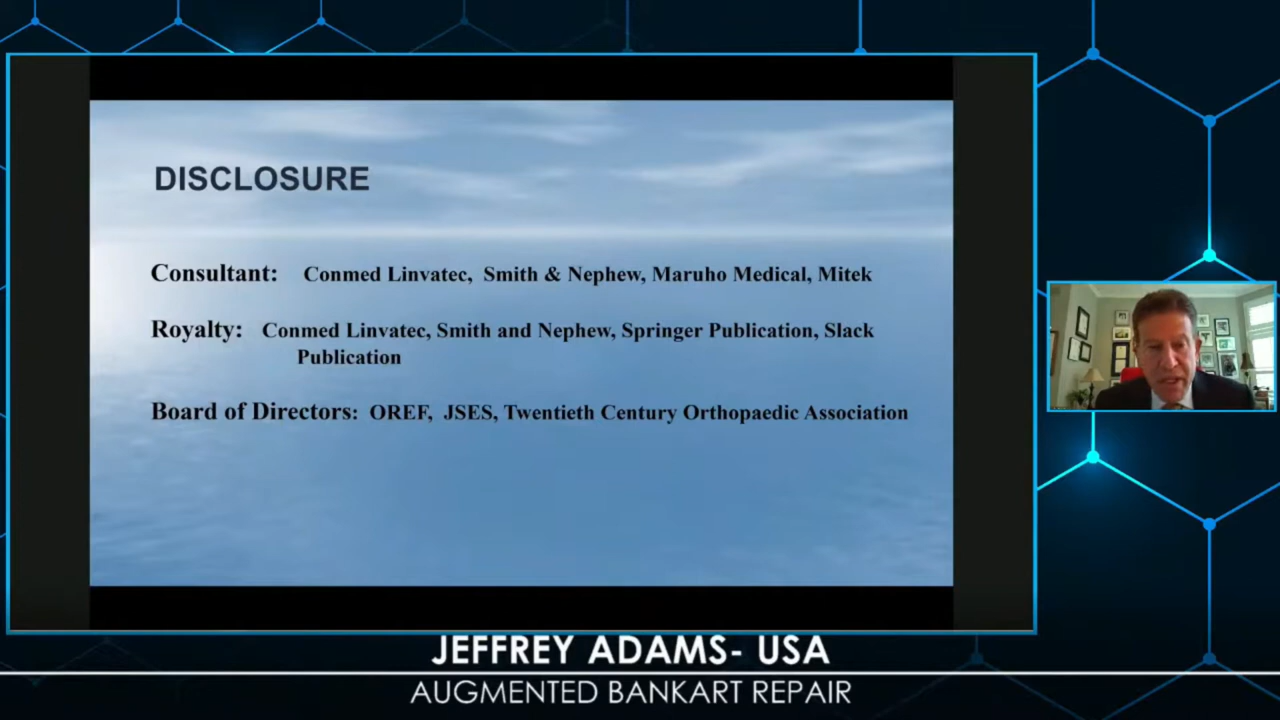 DISCLOSURE
Consultant: Conmed Linvatec, Smith & Nephew, Maruho Medical, Mitek
Royalty: Conmed Linvatec, Smith and Nephew, Springer Publication, Slack
Publication
Board of Directors: OREF, JSES, Twentieth Century Orthopaedic Association
JEFFREY ADAMS- USA
AUGMENTED BANKART REPAIR